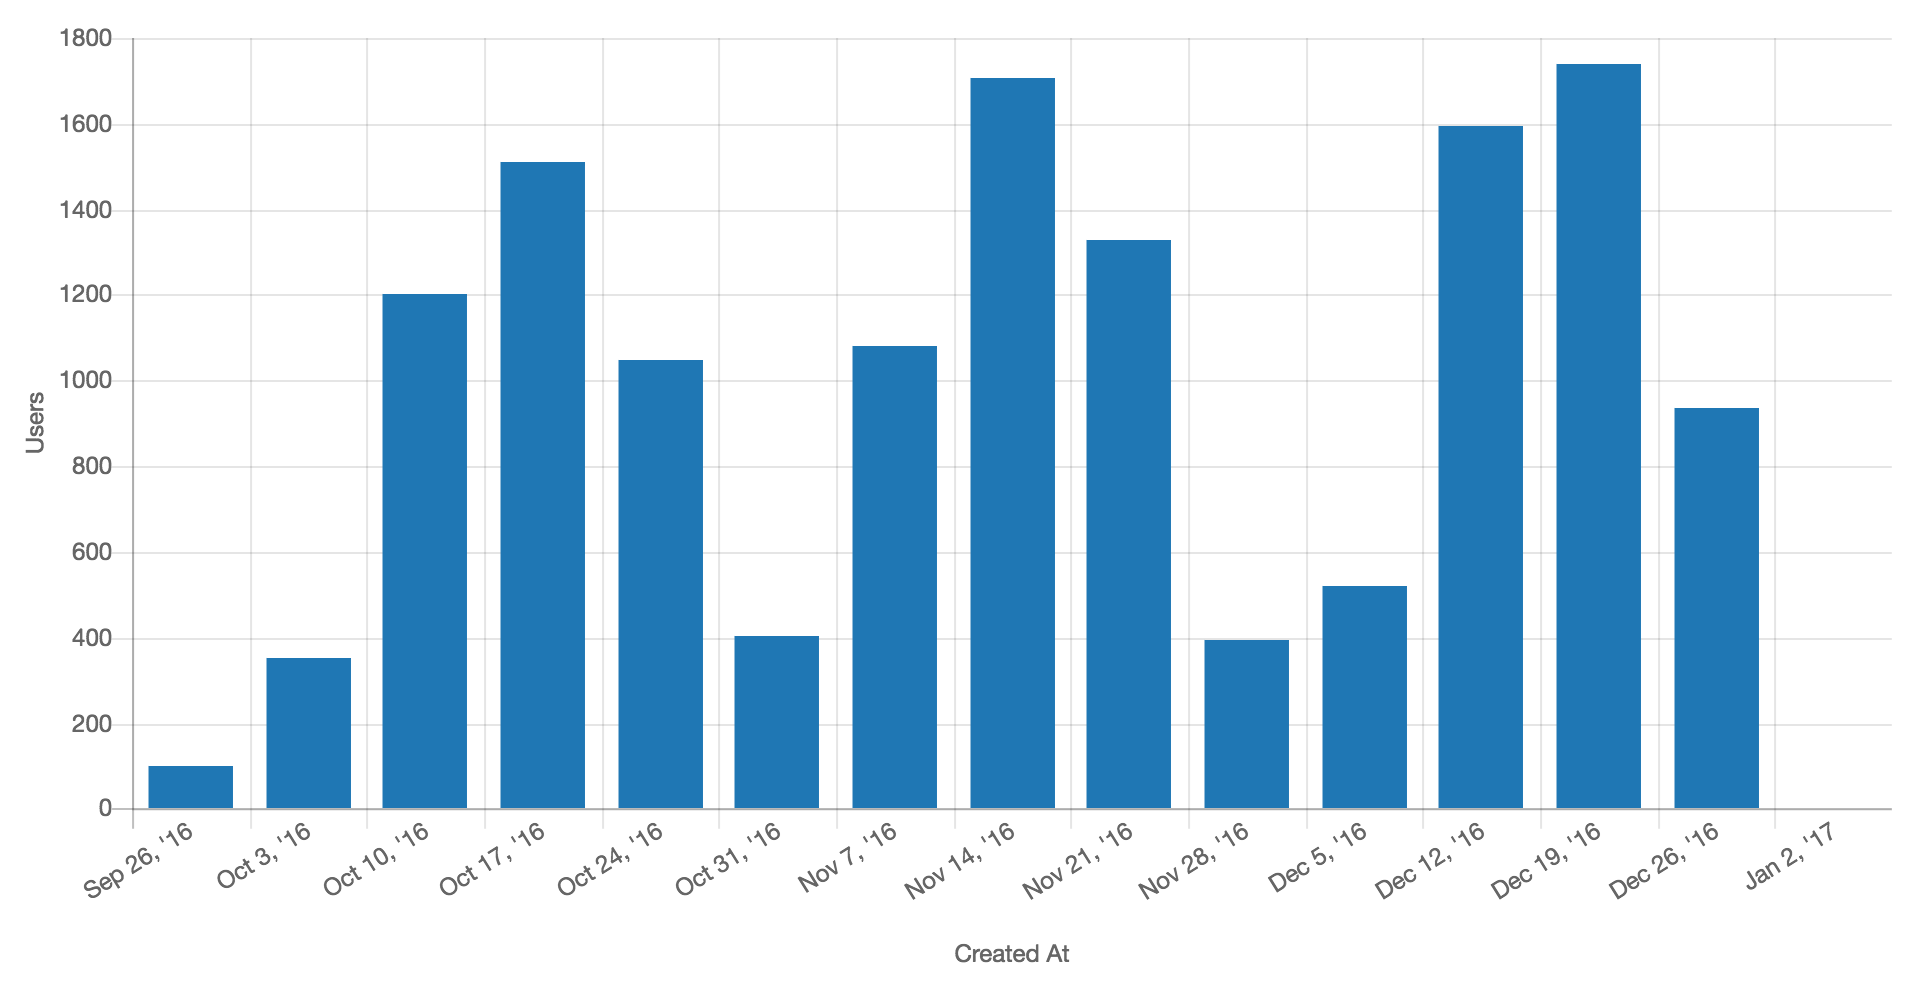 1800
1600
1400
1200
1000
800
600
400
200
0
Users
Sep 26, '16
Oct 3, '16
Oct 10, '16
Oct 17, '16
Oct 24, '16
Oct 31, '16
Nov 7, '16
Nov 14, '16
Nov 21, '16
Nov 28, '16
Dec 5, '16
Dec 12, '16
Dec 19, '16
Dec 26, '16
Jan 2, '17
Created At